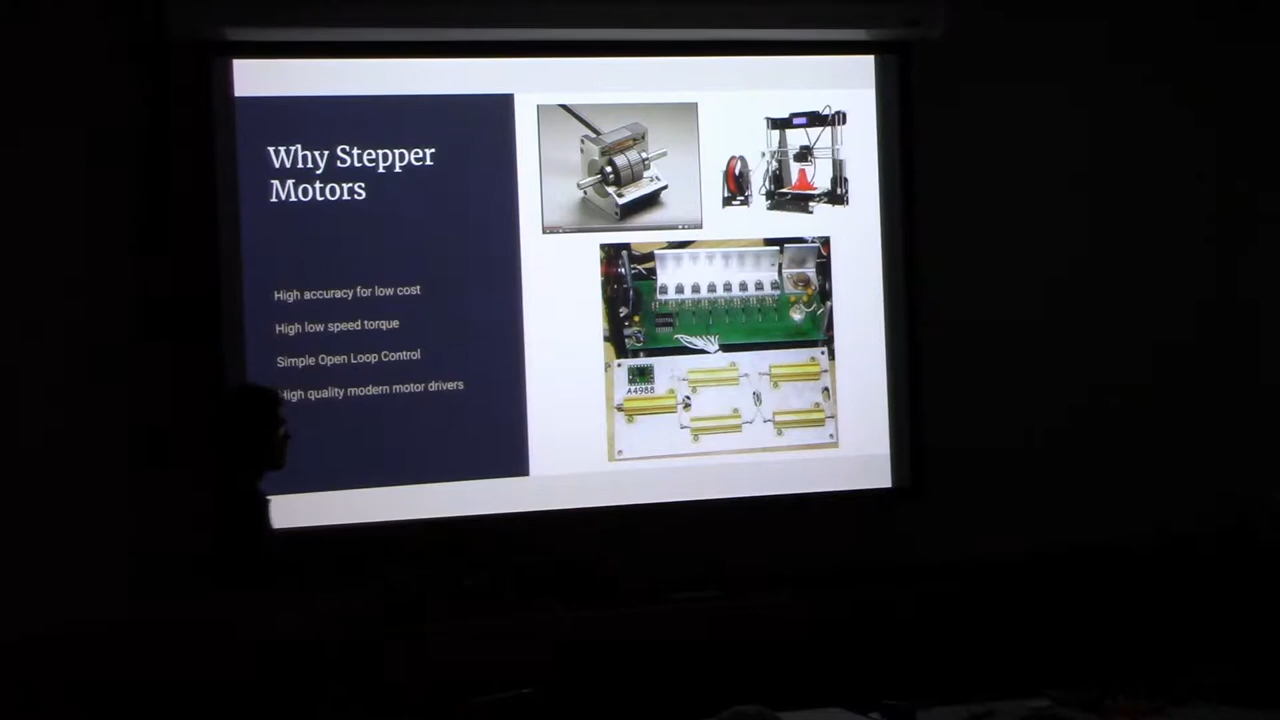 Why Stepper
Motors
High accuracy for low cost
High low speed torque
Simple Open Loop Control
High quality modern motor drivers
A4988